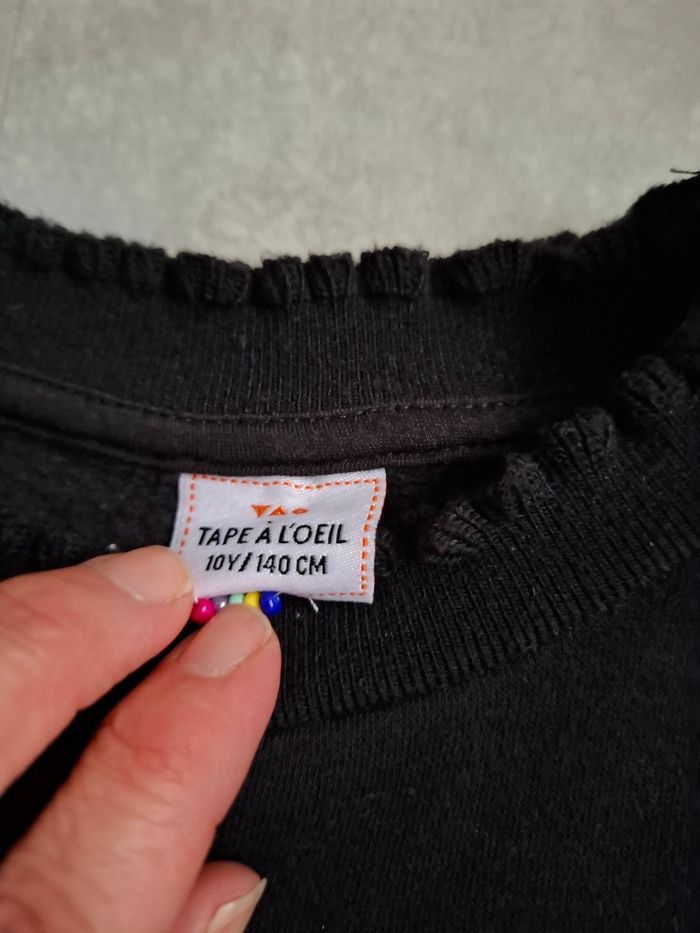 TAO
TAPE À L'OEIL
10Y/140 CM